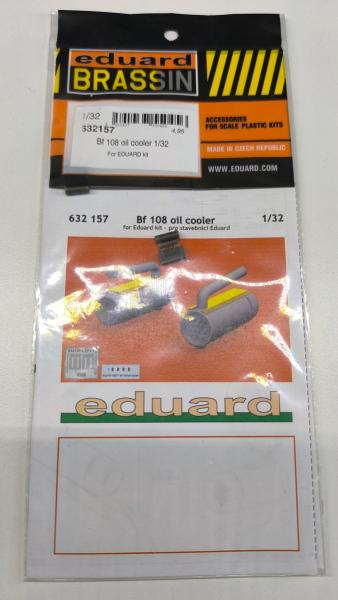 eduard
BRASSIN
1/32
632157
4,95
Bf 108 oil cooler 1/32
For EDUARD kit
ACCESSORIES
FOR SCALE PLASTIC KITS
MADE IN CZECH REPUBLIC
WWW.EDUARD.COM
632 157 Bf 108 oil cooler 1/32
for Eduard kit - pro stavebnici Eduard
eduard